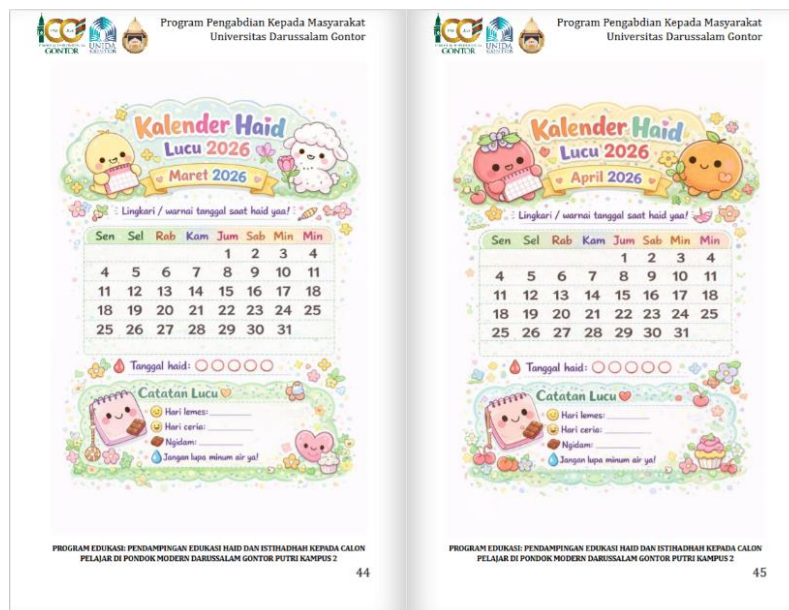 GONTOR
UNIDA
GONTOR
Program Pengabdian Kepada Masyarakat
Universitas Darussalam Gontor
Kalender Haid
Lucu 2026
Maret 2026
Lingkari / warnai tanggal saat haid yaa!
Sen Sel Rab Kam Jum Sab Min Min
1 2 3 4
4 5 6 7 8 9 10 11
11 12 13 14 15 16 17 18
18 19 20 21 22 23 24 25
25 26 27 28 29 30 31
Tanggal haid:
Catatan Lucu
Hari lemes: ________
Hari ceria: ________
Ngidam: ________
Jangan lupa minum air ya!
PROGRAM EDUKASI: PENDAMPINGAN EDUKASI HAID DAN ISTIHADHAH KEPADA CALON
PELAJAR DI PONDOK MODERN DARUSSALAM GONTOR PUTRI KAMPUS 2
44
GONTOR
UNIDA
GONTOR
Program Pengabdian Kepada Masyarakat
Universitas Darussalam Gontor
Kalender Haid
Lucu 2026
April 2026
Lingkari / warnai tanggal saat haid yaa!
Sen Sel Rab Kam Jum Sab Min Min
1 2 3 4
4 5 6 7 8 9 10 11
11 12 13 14 15 16 17 18
18 19 20 21 22 23 24 25
25 26 27 28 29 30 31
Tanggal haid:
Catatan Lucu
Hari lemes: ________
Hari ceria: ________
Ngidam: ________
Jangan lupa minum air ya!
PROGRAM EDUKASI: PENDAMPINGAN EDUKASI HAID DAN ISTIHADHAH KEPADA CALON
PELAJAR DI PONDOK MODERN DARUSSALAM GONTOR PUTRI KAMPUS 2
45